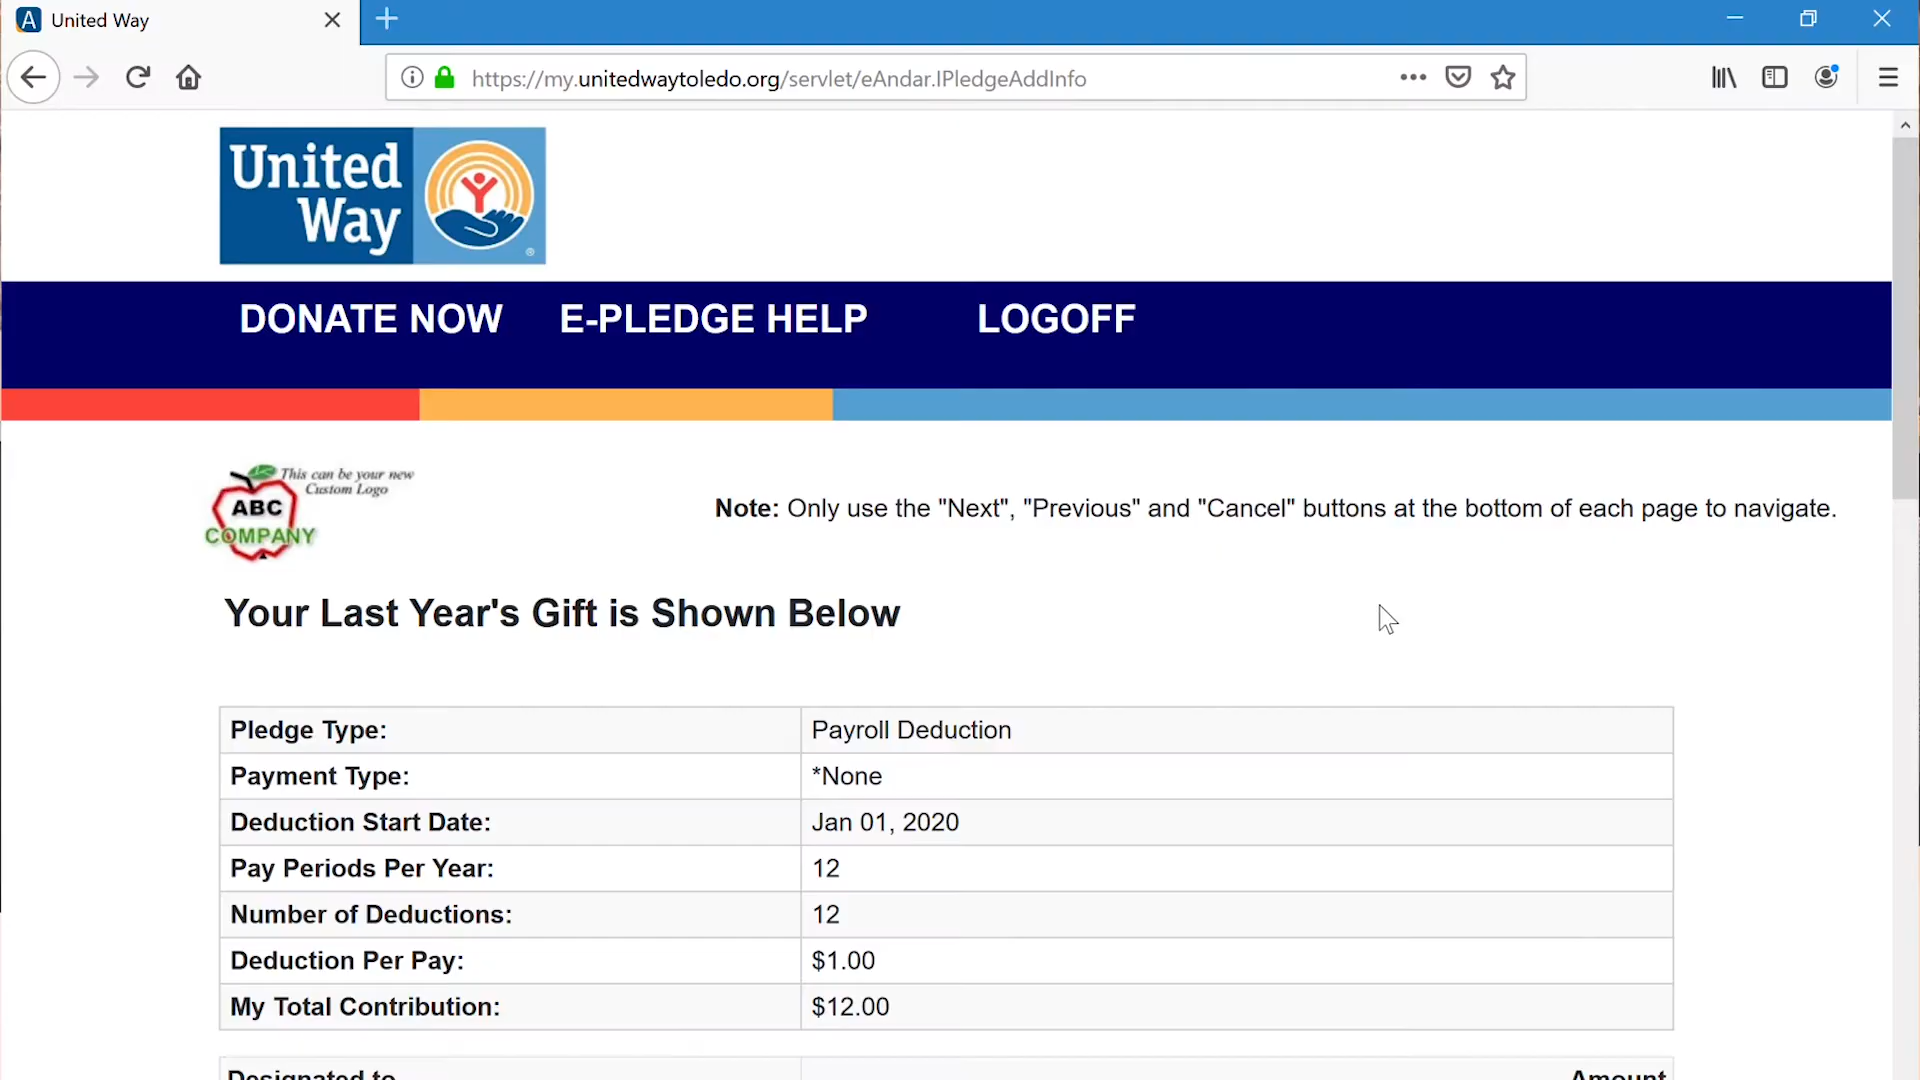 United Way
https://my.unitedwaytoledo.org/servlet/eAndar.IPledgeAddInfo
United
Way
®
DONATE NOW E-PLEDGE HELP LOGOFF
This can be your new
Custom Logo
ABC
COMPANY
Note: Only use the "Next", "Previous" and "Cancel" buttons at the bottom of each page to navigate.
Your Last Year's Gift is Shown Below
Pledge Type: Payroll Deduction
Payment Type: *None
Deduction Start Date: Jan 01, 2020
Pay Periods Per Year: 12
Number of Deductions: 12
Deduction Per Pay: $1.00
My Total Contribution: $12.00
Designated to Amount